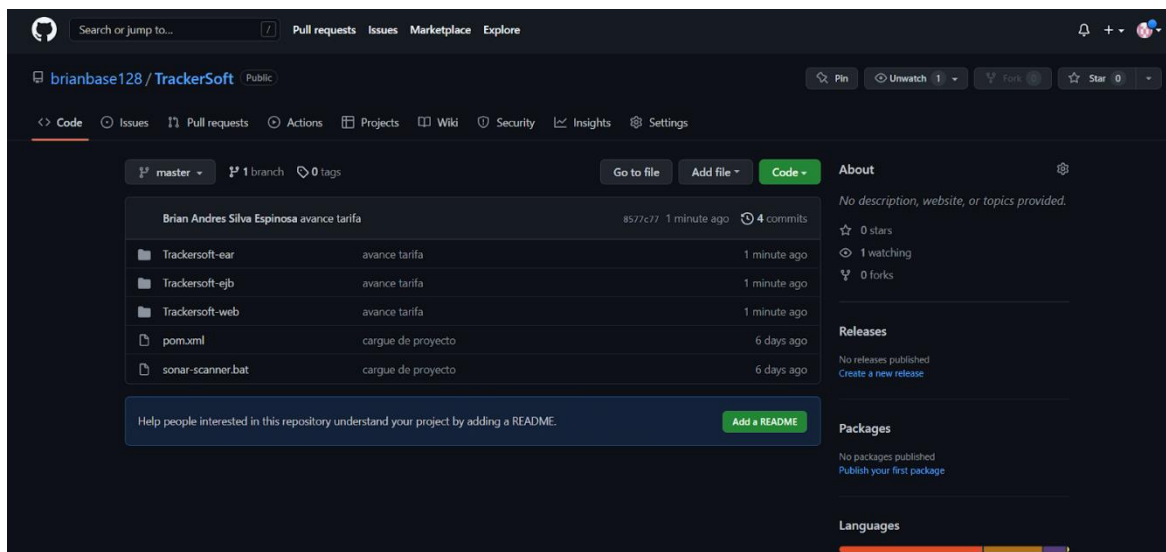 Search or jump to... / Pull requests Issues Marketplace Explore
brianbase128 / TrackerSoft Public Pin Unwatch 1 Fork 0 Star 0
<> Code Issues Pull requests Actions Projects Wiki Security Insights Settings
master 1 branch 0 tags Go to file Add file Code
Brian Andres Silva Espinosa avance tarifa 8577c77 1 minute ago 4 commits
Trackersoft-ear avance tarifa 1 minute ago
Trackersoft-ejb avance tarifa 1 minute ago
Trackersoft-web avance tarifa 1 minute ago
pom.xml cargue de proyecto 6 days ago
sonar-scanner.bat cargue de proyecto 6 days ago
Help people interested in this repository understand your project by adding a README. Add a README
About
No description, website, or topics provided.
0 stars
1 watching
0 forks
Releases
No releases published
Create a new release
Packages
No packages published
Publish your first package
Languages